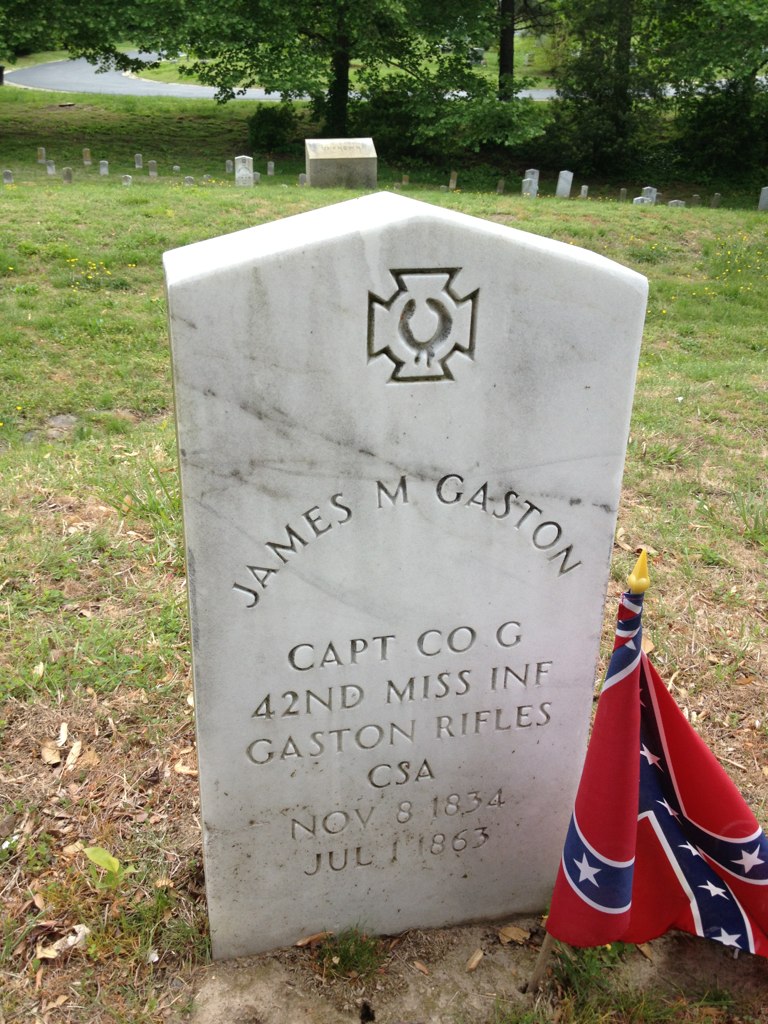 JAMES M GASTON
CAPT CO G
42ND MISS INF
GASTON RIFLES
CSA
NOV 8 1834
JUL 1 1863